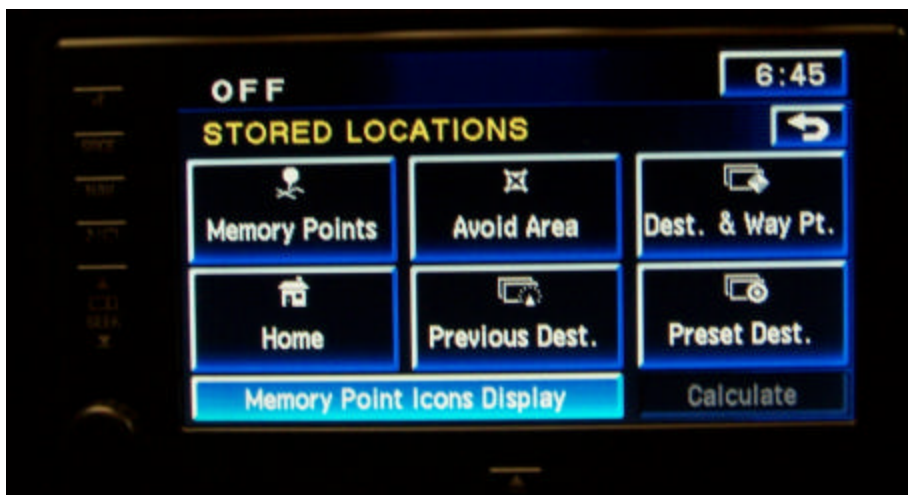 OFF
6:45
STORED LOCATIONS
Memory Points
Avoid Area
Dest. & Way Pt.
Home
Previous Dest.
Preset Dest.
Memory Point Icons Display
Calculate
SEEK